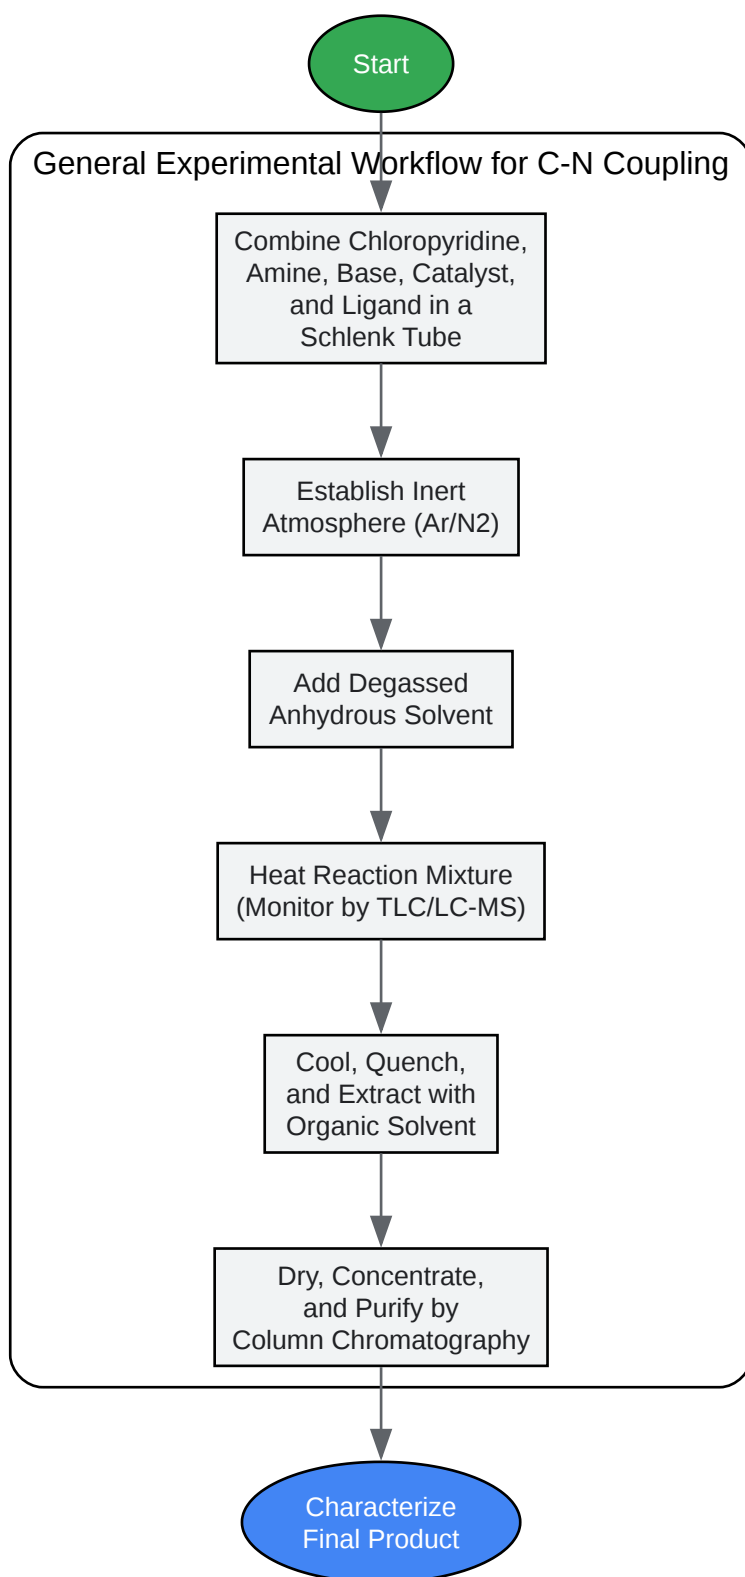 Start
General Experimental Workflow for C-N Coupling
Combine Chloropyridine,
Amine, Base, Catalyst,
and Ligand in a
Schlenk Tube
Establish Inert
Atmosphere (Ar/N2)
Add Degassed
Anhydrous Solvent
Heat Reaction Mixture
(Monitor by TLC/LC-MS)
Cool, Quench,
and Extract with
Organic Solvent
Dry, Concentrate,
and Purify by
Column Chromatography
Characterize
Final Product